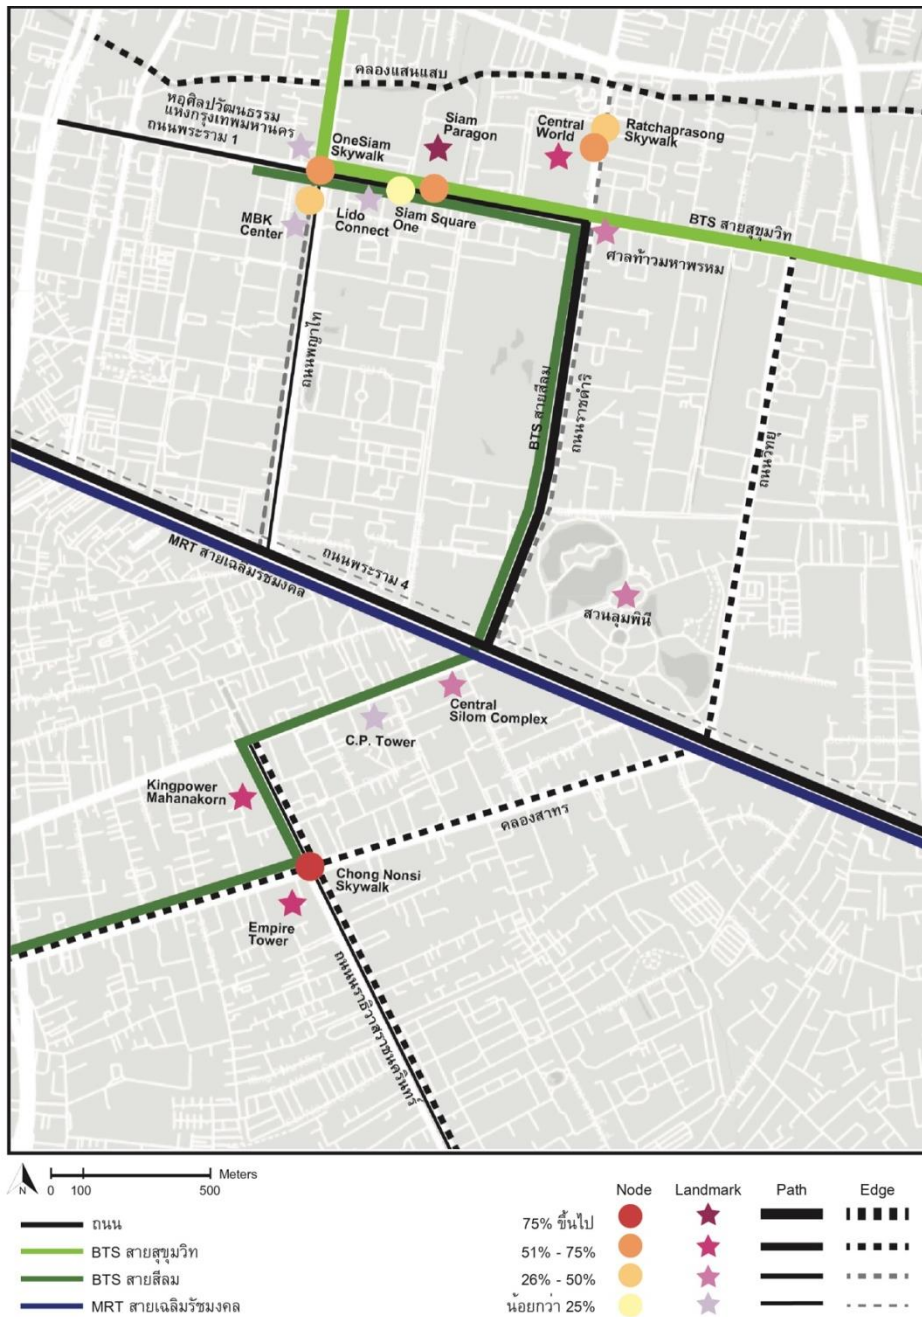 คลองแสนแสบ
หอศิลปวัฒนธรรม
แห่งกรุงเทพมหานคร
ถนนพระราม 1
OneSiam
Skywalk
Siam
Paragon
Central
World
Ratchaprasong
Skywalk
MBK
Center
Lido
Connect
Siam Square
One
BTS สายสุขุมวิท
ศาลท้าวมหาพรหม
ถนนพญาไท
BTS สายสีลม
ถนนราชดำริ
ถนนวิทยุ
MRT สายเฉลิมรัชมงคล
ถนนพระราม 4
สวนลุมพินี
Central
Silom Complex
C.P. Tower
Kingpower
Mahanakorn
คลองสาทร
Chong Nonsi
Skywalk
Empire
Tower
ถนนนราธิวาสราชนครินทร์
N
0 100 500 Meters
ถนน
BTS สายสุขุมวิท
BTS สายสีลม
MRT สายเฉลิมรัชมงคล
Node Landmark Path Edge
75% ขึ้นไป
51% - 75%
26% - 50%
น้อยกว่า 25%